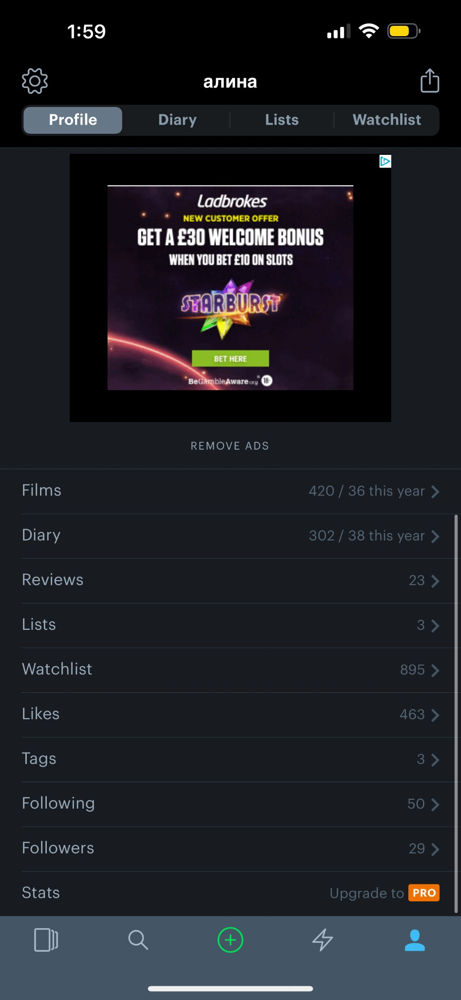 1:59
алина
Profile
Diary
Lists
Watchlist
Ladbrokes
NEW CUSTOMER OFFER
GET A £30 WELCOME BONUS
WHEN YOU BET £10 ON SLOTS
STARBURST
BET HERE
BeGambleAware.org 18+
REMOVE ADS
Films 420 / 36 this year
Diary 302 / 38 this year
Reviews 23
Lists 3
Watchlist 895
Likes 463
Tags 3
Following 50
Followers 29
Stats Upgrade to PRO